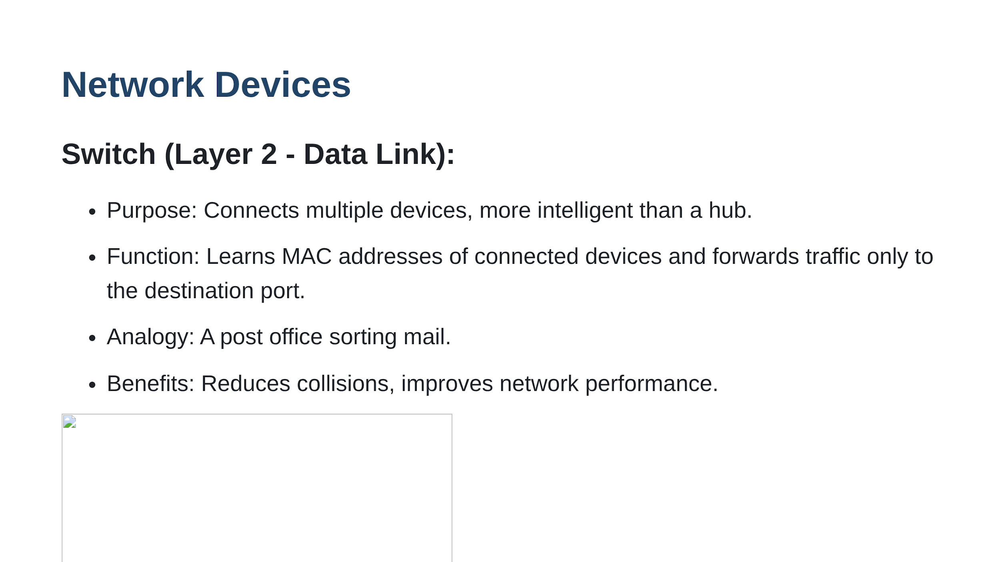 Network Devices
Switch (Layer 2 - Data Link):
• Purpose: Connects multiple devices, more intelligent than a hub.
• Function: Learns MAC addresses of connected devices and forwards traffic only to
the destination port.
• Analogy: A post office sorting mail.
• Benefits: Reduces collisions, improves network performance.